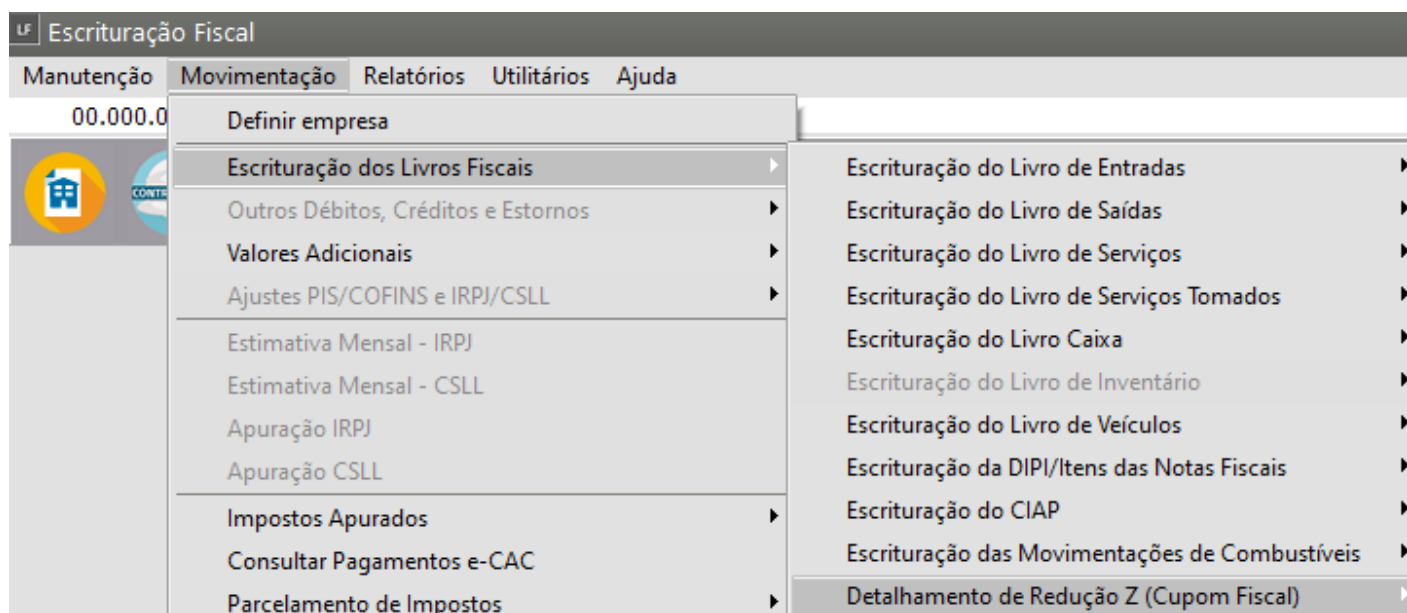 LF Escrituração Fiscal
Manutenção Movimentação Relatórios Utilitários Ajuda
00.000.0
Definir empresa
Escrituração dos Livros Fiscais
Outros Débitos, Créditos e Estornos
Valores Adicionais
Ajustes PIS/COFINS e IRPJ/CSLL
Estimativa Mensal - IRPJ
Estimativa Mensal - CSLL
Apuração IRPJ
Apuração CSLL
Impostos Apurados
Consultar Pagamentos e-CAC
Parcelamento de Impostos
Escrituração do Livro de Entradas
Escrituração do Livro de Saídas
Escrituração do Livro de Serviços
Escrituração do Livro de Serviços Tomados
Escrituração do Livro Caixa
Escrituração do Livro de Inventário
Escrituração do Livro de Veículos
Escrituração da DIPI/Itens das Notas Fiscais
Escrituração do CIAP
Escrituração das Movimentações de Combustíveis
Detalhamento de Redução Z (Cupom Fiscal)